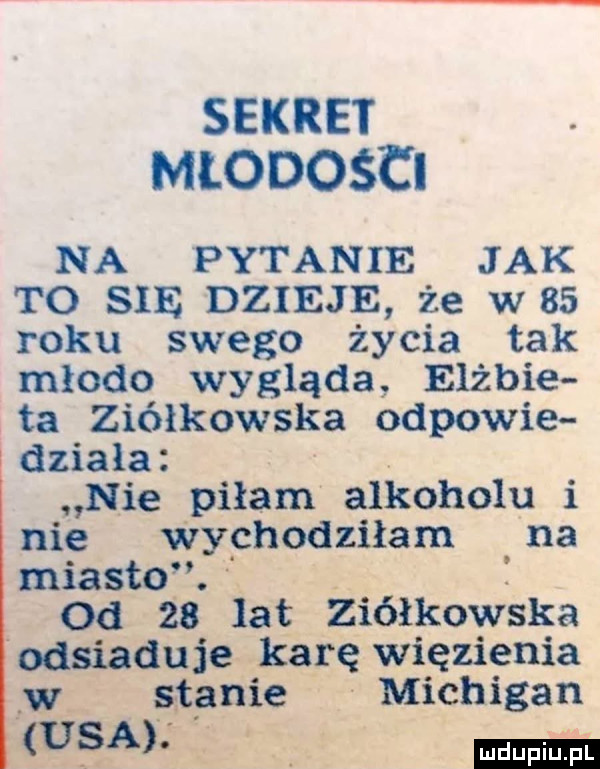 SEKRET
MŁODOŚCI
NA PYTANIE JAK
TO SIĘ DZIEJE, że w 85
roku swego życia tak
młodo wygląda, Elżbie-
ta Ziółkowska odpowie-
działa:
„Nie piłam alkoholu i
nie wychodziłam na
miasto".
Od 28 lat Ziółkowska
odsiaduje karę więzienia
w stanie Michigan
(USA).
mdupiu.pl